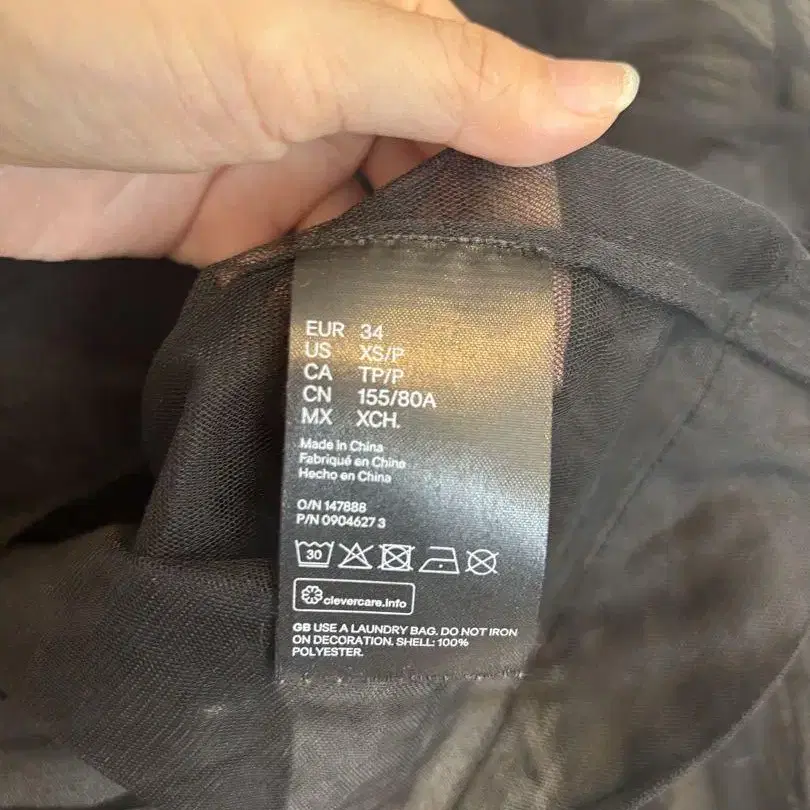 EUR 34
US XS/P
CA TP/P
CN 155/80A
MX XCH.
Made in China
Fabriqué en Chine
Hecho en China
O/N 147888
P/N 0904627 3
30
clevercare.info
GB USE A LAUNDRY BAG. DO NOT IRON
ON DECORATION. SHELL: 100%
POLYESTER.